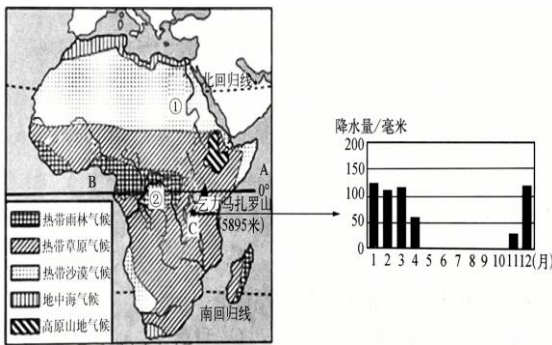 北回归线
①
A
B
0°
②
乞力马扎罗山
(5895米)
C
南回归线
热带雨林气候
热带草原气候
热带沙漠气候
地中海气候
高原山地气候
降水量/毫米
200
150
100
50
0
1 2 3 4 5 6 7 8 9 10 11 12(月)